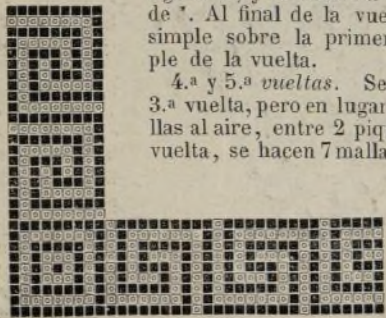 de *. Al final de la vue
simple sobre la primer
ple de la vuelta.
4.ª y 5.ª vueltas. Se
3.ª vuelta, pero en lugar
llas al aire, entre 2 piq
vuelta, se hacen 7 malla